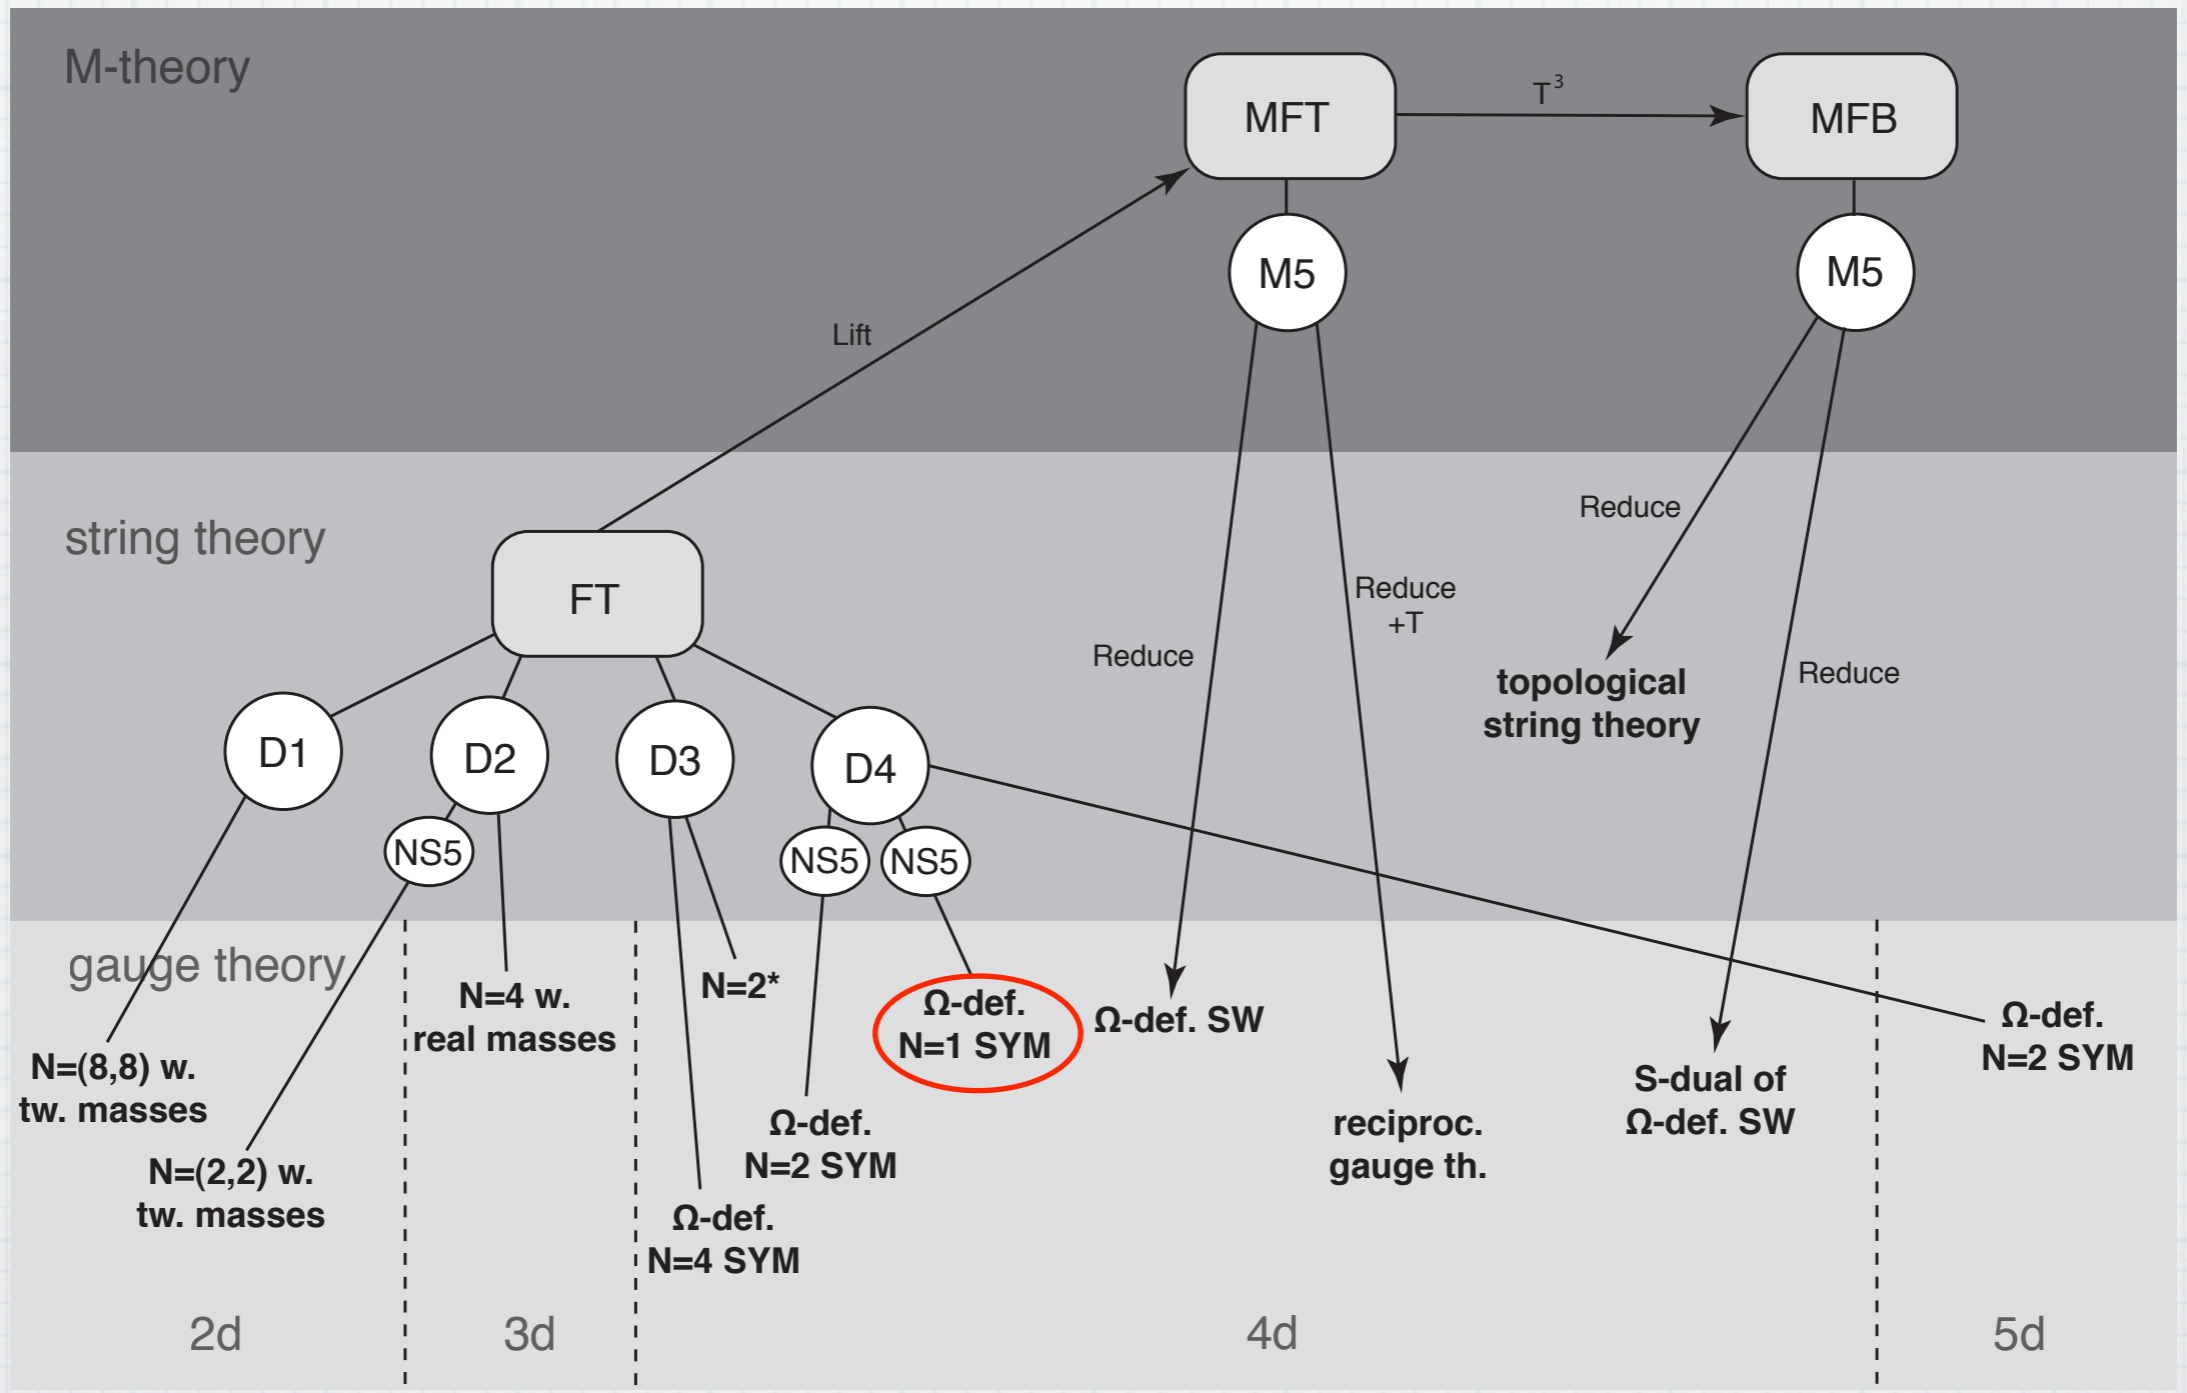 M-theory
MFT
T³
MFB
M5
M5
Lift
string theory
Reduce
FT
Reduce
+T
Reduce
topological
string theory
Reduce
D1
D2
D3
D4
NS5
NS5
NS5
gauge theory
N=4 w.
real masses
N=2*
Ω-def.
N=1 SYM
Ω-def. SW
Ω-def.
N=2 SYM
N=(8,8) w.
tw. masses
S-dual of
Ω-def. SW
Ω-def.
N=2 SYM
reciproc.
gauge th.
N=(2,2) w.
tw. masses
Ω-def.
N=4 SYM
2d
3d
4d
5d